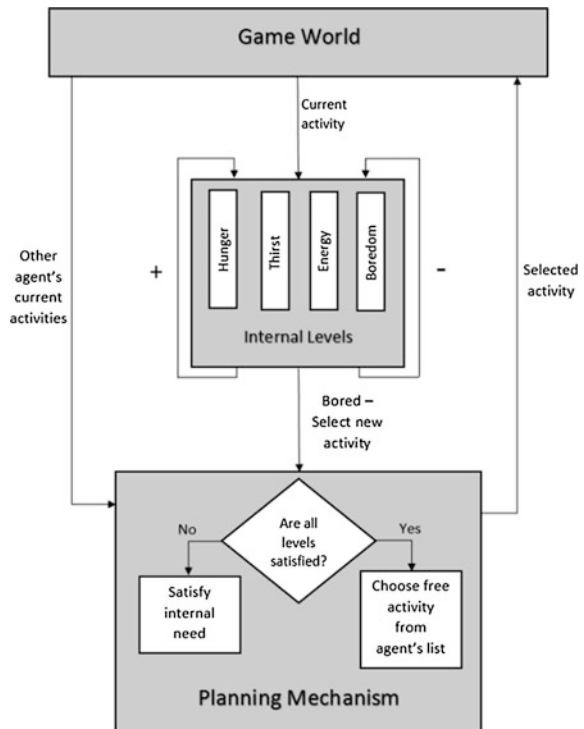 Game World
Current
activity
Hunger
Thirst
Energy
Boredom
+
-
Internal Levels
Other
agent's
current
activities
Selected
activity
Bored –
Select new
activity
No
Are all
levels
satisfied?
Yes
Satisfy
internal
need
Choose free
activity
from
agent's list
Planning Mechanism